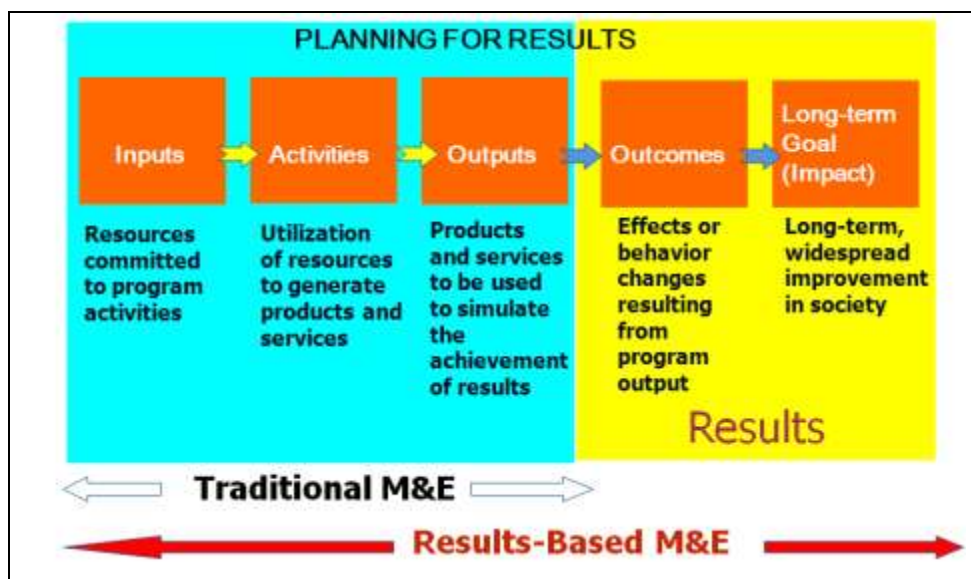 PLANNING FOR RESULTS
Inputs
Activities
Outputs
Outcomes
Long-term
Goal
(Impact)
Resources
committed
to program
activities
Utilization
of resources
to generate
products and
services
Products
and services
to be used
to simulate
the
achievement
of results
Effects or
behavior
changes
resulting
from
program
output
Long-term,
widespread
improvement
in society
Results
Traditional M&E
Results-Based M&E